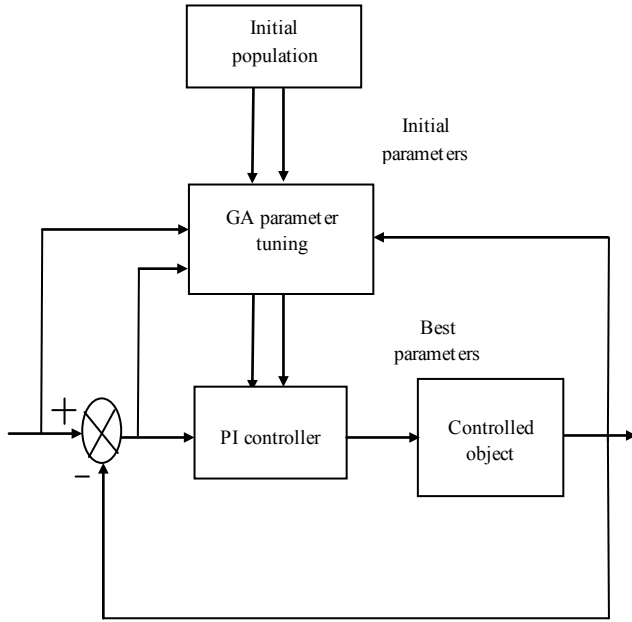 Initial
population
Initial
parameters
GA parameter
tuning
Best
parameters
+
PI controller
Controlled
object
-